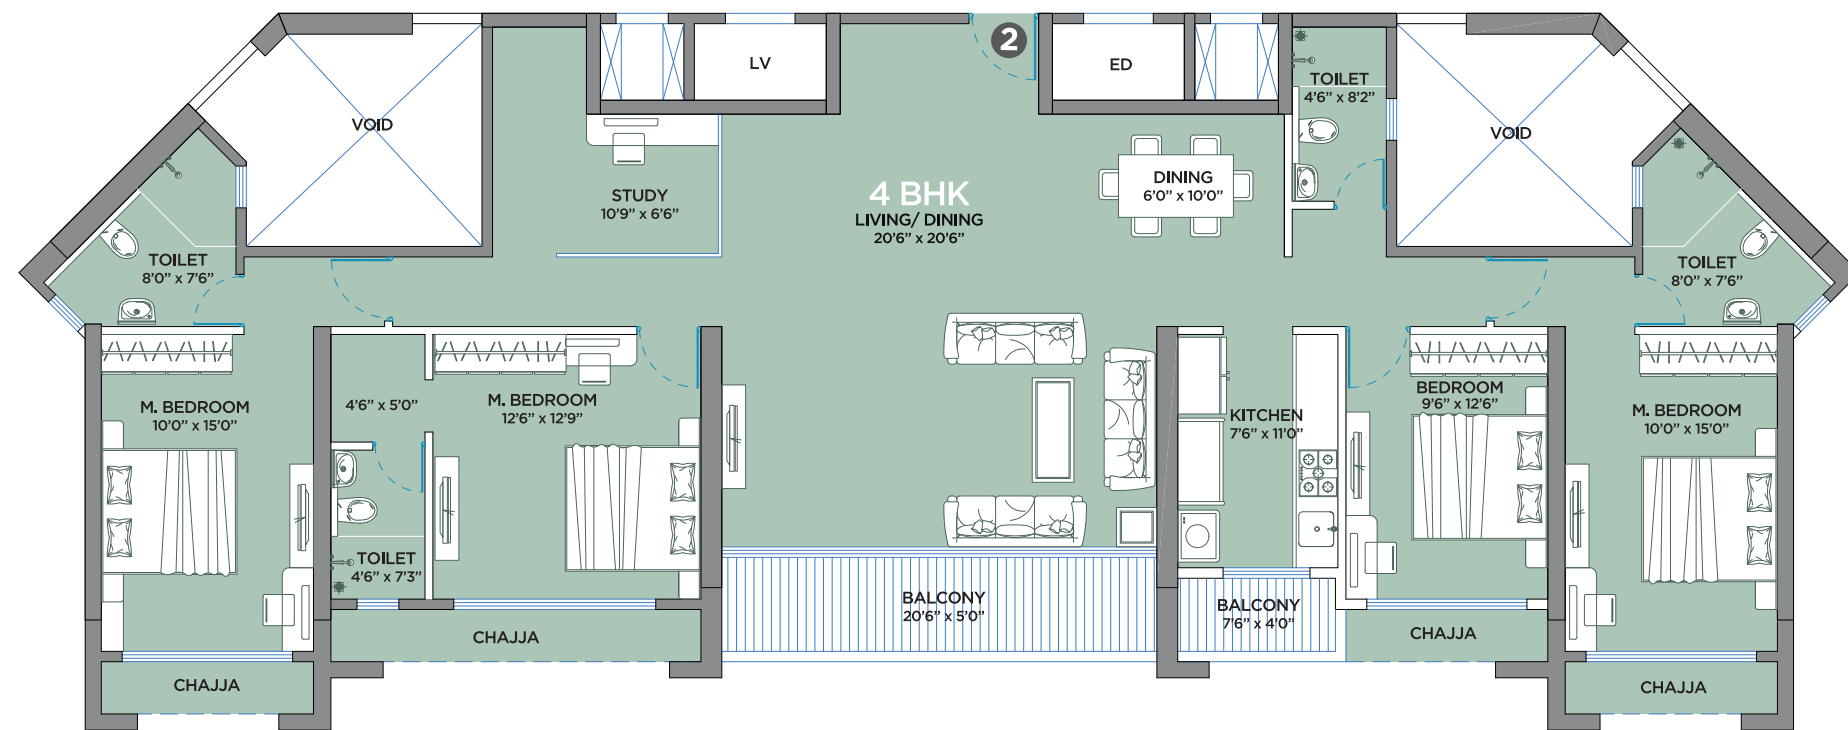 2
LV
ED
TOILET
4'6” x 8'2”
VOID
VOID
STUDY
10'9” x 6'6”
4 BHK
LIVING/ DINING
20'6” x 20'6”
DINING
6'0” x 10'0”
TOILET
8'0” x 7'6”
TOILET
8'0” x 7'6”
M. BEDROOM
10'0” x 15'0”
4'6” x 5'0”
M. BEDROOM
12'6” x 12'9”
KITCHEN
7'6” x 11'0”
BEDROOM
9'6” x 12'6”
M. BEDROOM
10'0” x 15'0”
TOILET
4'6” x 7'3”
BALCONY
20'6” x 5'0”
BALCONY
7'6” x 4'0”
CHAJJA
CHAJJA
CHAJJA
CHAJJA